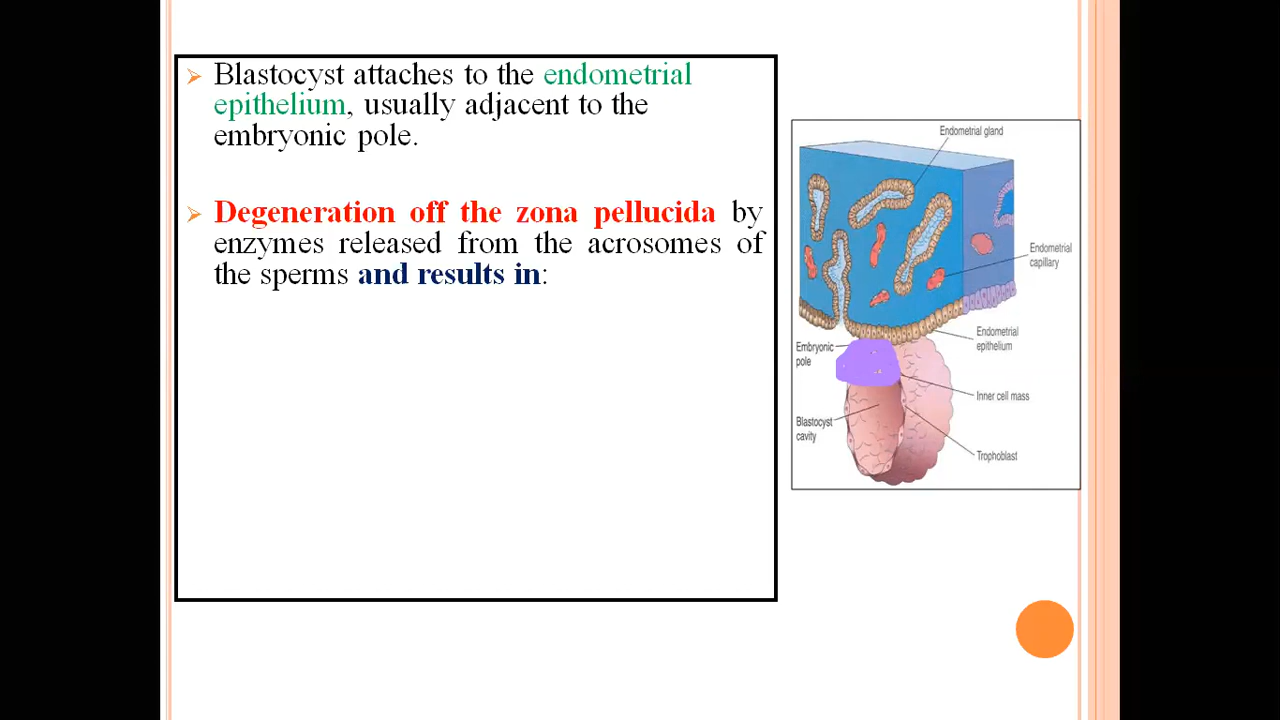 Blastocyst attaches to the endometrial
epithelium, usually adjacent to the
embryonic pole.
Degeneration off the zona pellucida by
enzymes released from the acrosomes of
the sperms and results in:
Endometrial gland
Endometrial
capillary
Endometrial
epithelium
Embryonic
pole
Inner cell mass
Blastocyst
cavity
Trophoblast